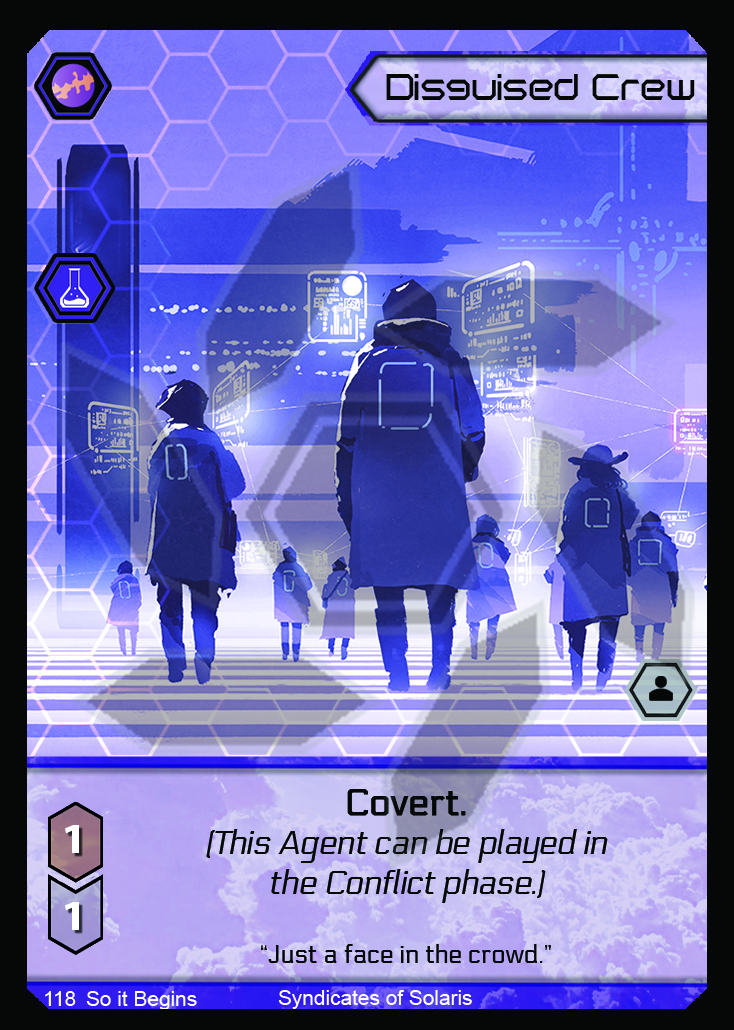 Disguised Crew
Covert.
(This Agent can be played in
the Conflict phase.)
1
1
“Just a face in the crowd.”
118 So it Begins
Syndicates of Solaris